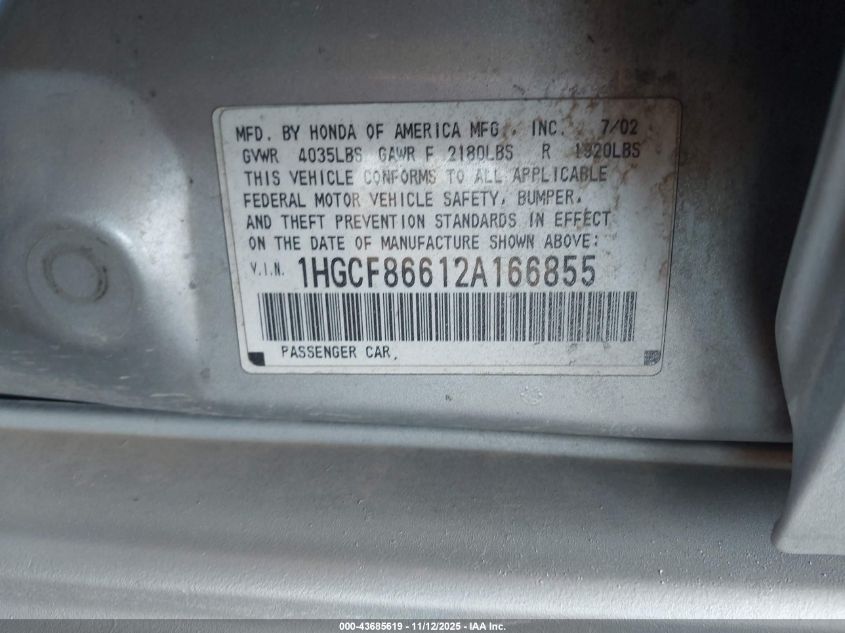 MFD. BY HONDA OF AMERICA MFG., INC. 7/02
GVWR 4035LBS GAWR F 2180LBS R 1920LBS
THIS VEHICLE CONFORMS TO ALL APPLICABLE
FEDERAL MOTOR VEHICLE SAFETY, BUMPER,
AND THEFT PREVENTION STANDARDS IN EFFECT
ON THE DATE OF MANUFACTURE SHOWN ABOVE:
V.I.N. 1HGCF86612A166855
PASSENGER CAR
000-43685619 - 11/12/2025 - IAA Inc.